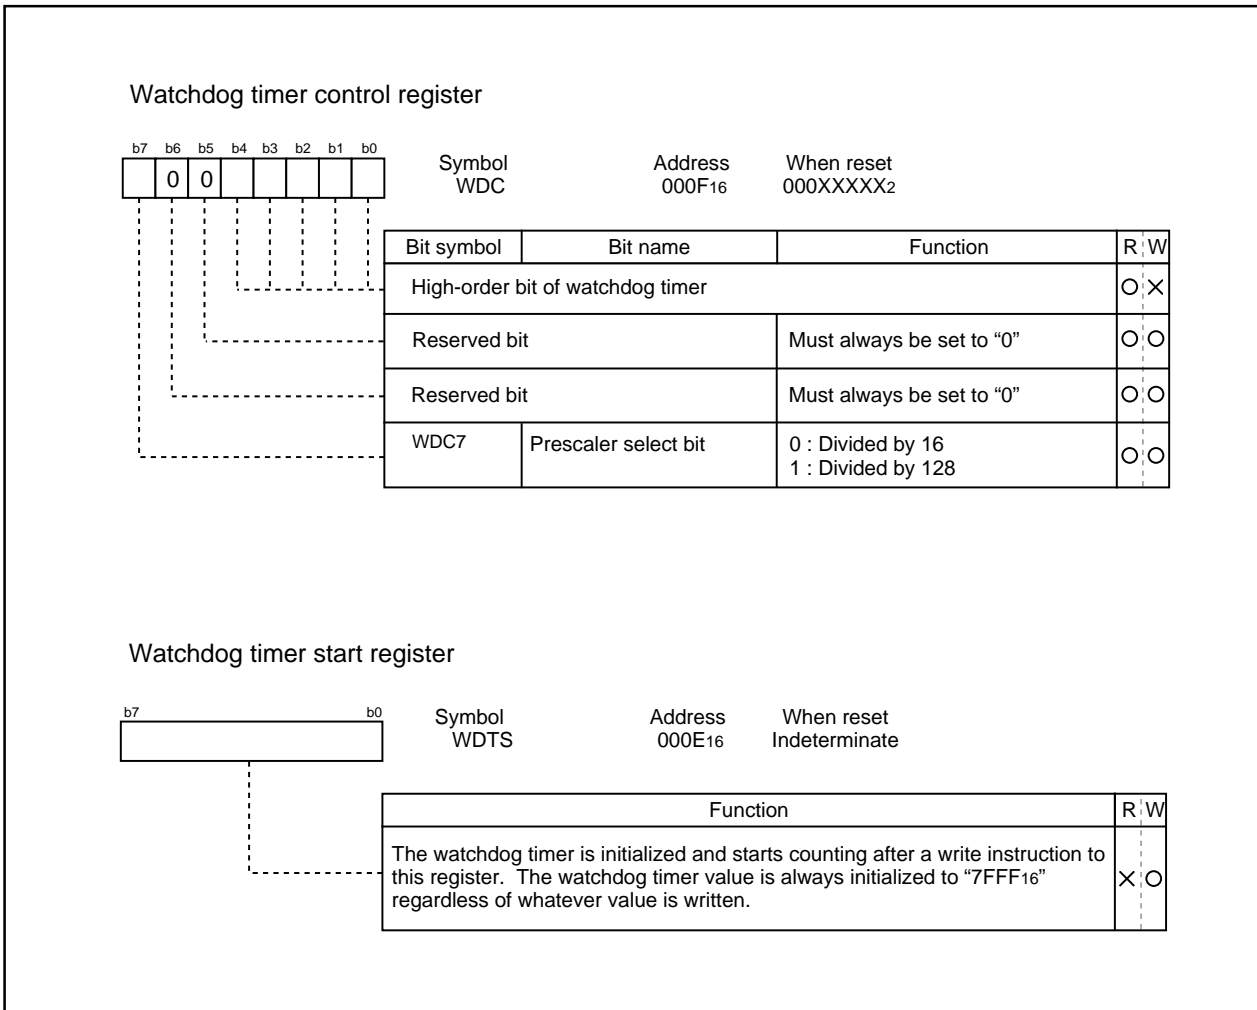 Watchdog timer control register
b7 b6 b5 b4 b3 b2 b1 b0
0 0
Symbol Address When reset
WDC 000F16 000XXXXX2
Bit symbol Bit name Function R W
High-order bit of watchdog timer
Reserved bit Must always be set to “0”
Reserved bit Must always be set to “0”
WDC7 Prescaler select bit 0 : Divided by 16
1 : Divided by 128
Watchdog timer start register
b7 b0
Symbol Address When reset
WDTS 000E16 Indeterminate
Function R W
The watchdog timer is initialized and starts counting after a write instruction to
this register. The watchdog timer value is always initialized to “7FFF16”
regardless of whatever value is written.